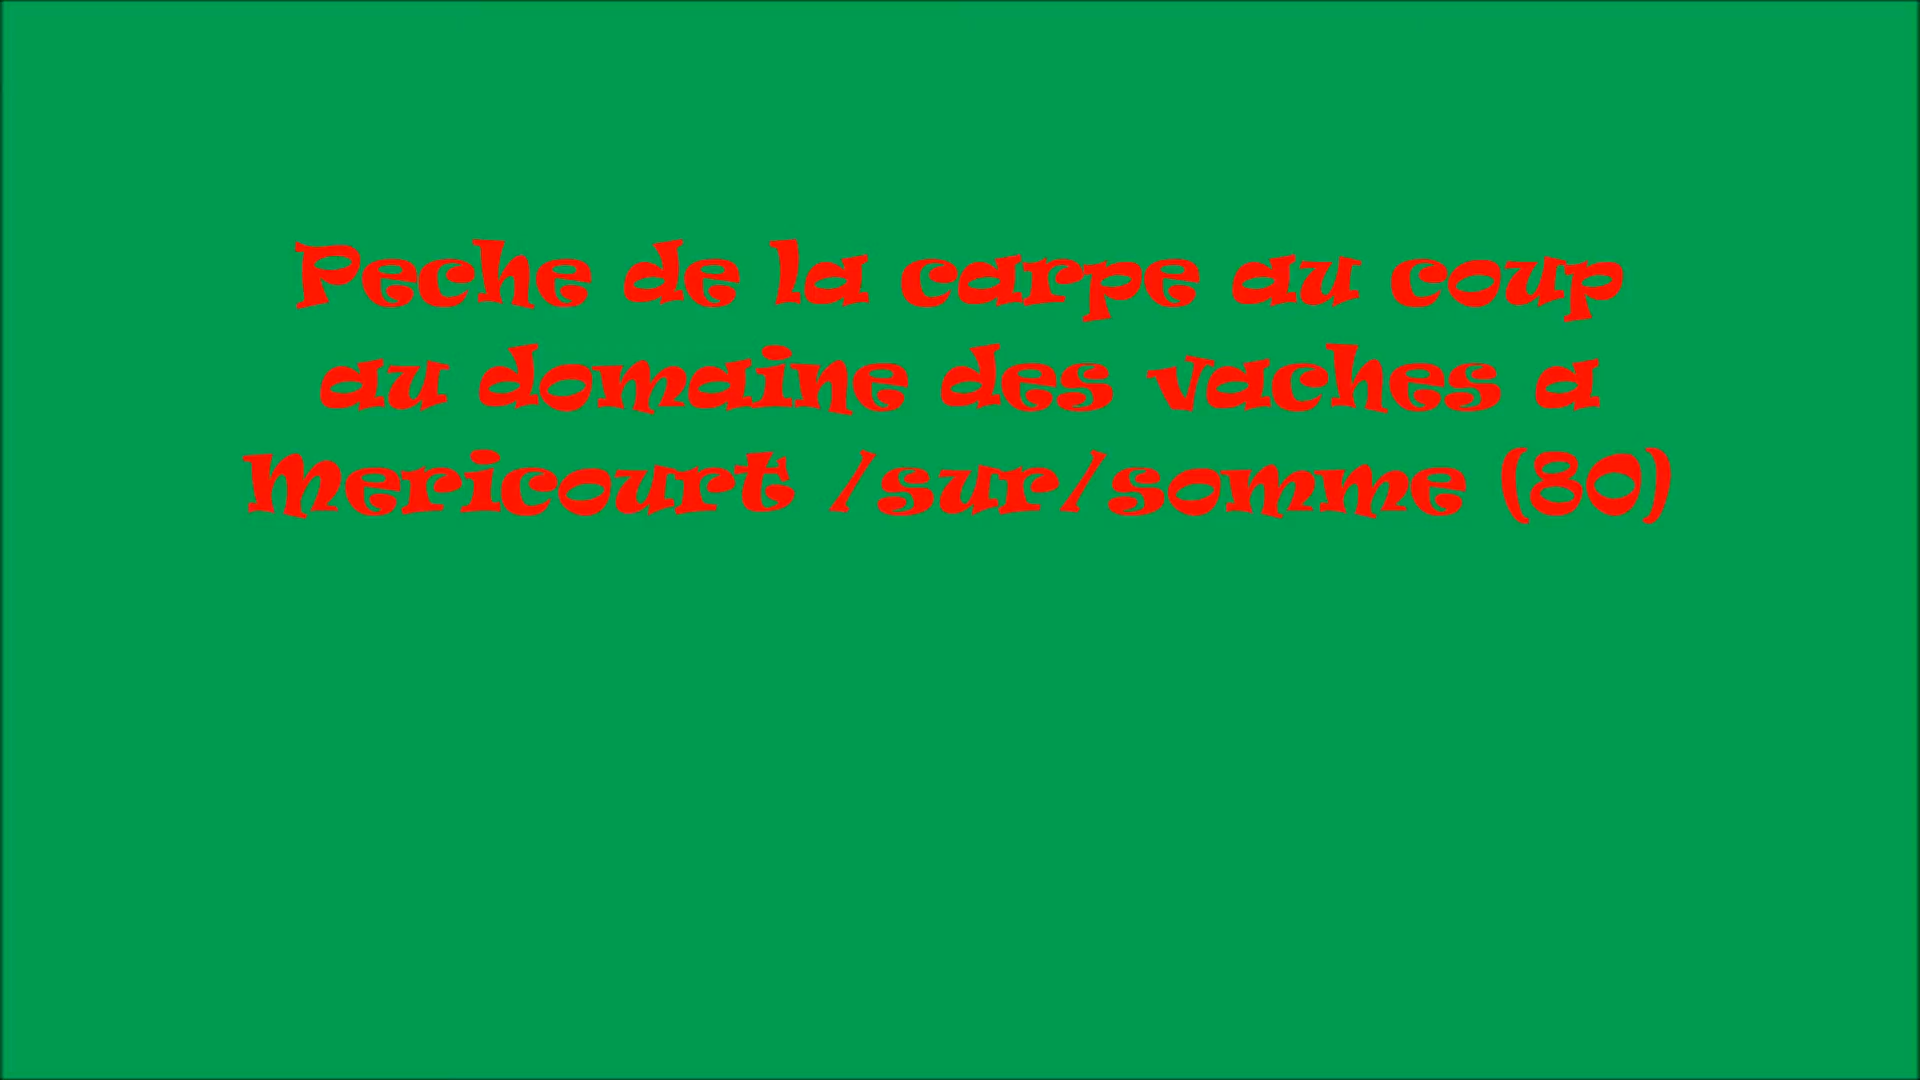 Peche de la carpe au coup
au domaine des vaches a
Mericourt /sur/somme (80)